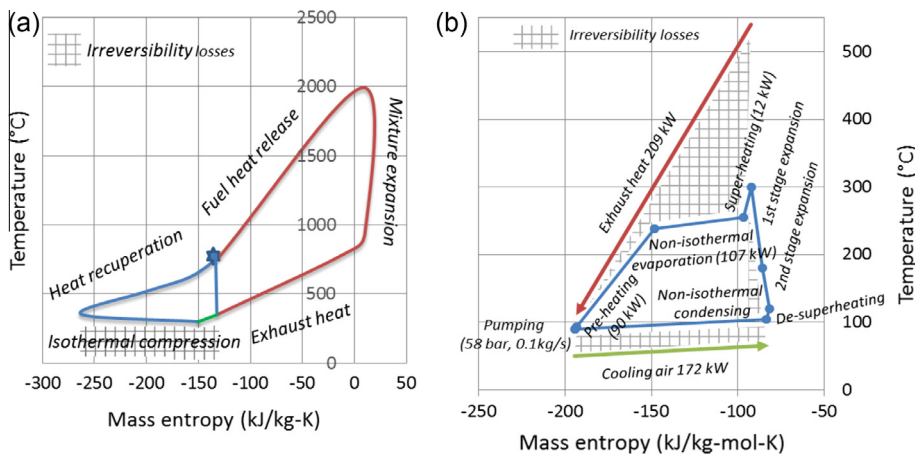 (a)
Irreversibility losses
2500
2000
1500
1000
500
0
Temperature (°C)
Fuel heat release
Mixture expansion
Heat recuperation
Exhaust heat
Isothermal compression
-300
-250
-200
-150
-100
-50
0
50
Mass entropy (kJ/kg-K)
(b)
Irreversibility losses
500
400
300
200
100
0
Temperature (°C)
Exhaust heat 209 kW
Super-heating (12 kW)
1st stage expansion
2nd stage expansion
Non-isothermal
evaporation (107 kW)
Pre-heating
(90 kW)
Non-isothermal
condensing
De-superheating
Pumping
(58 bar, 0.1kg/s)
Cooling air 172 kW
-200
-150
-100
-50
Mass entropy (kJ/kg-mol-K)